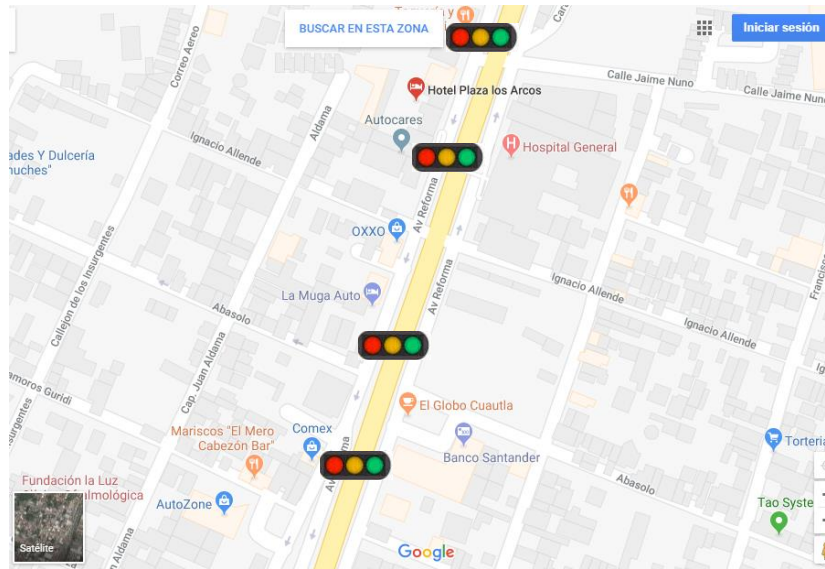 BUSCAR EN ESTA ZONA
Iniciar sesión
Correo Aereo
Calle Jaime Nuno
Calle Jaime Nuno
Hotel Plaza los Arcos
Aldama
Autocares
Ignacio Allende
Hospital General
ades Y Dulcería
uches"
Av Reforma
OXXO
Callejon de los Insurgentes
Av Reforma
Ignacio Allende
La Muga Auto
Abasolo
Ignacio Allende
Cap. Juan Aldama
amoros Guridi
El Globo Cuautla
Mariscos "El Mero
Cabezón Bar"
Comex
Banco Santander
Torteria
Fundación la Luz
Abasolo
AutoZone
Tao Syste
Satélite
Google